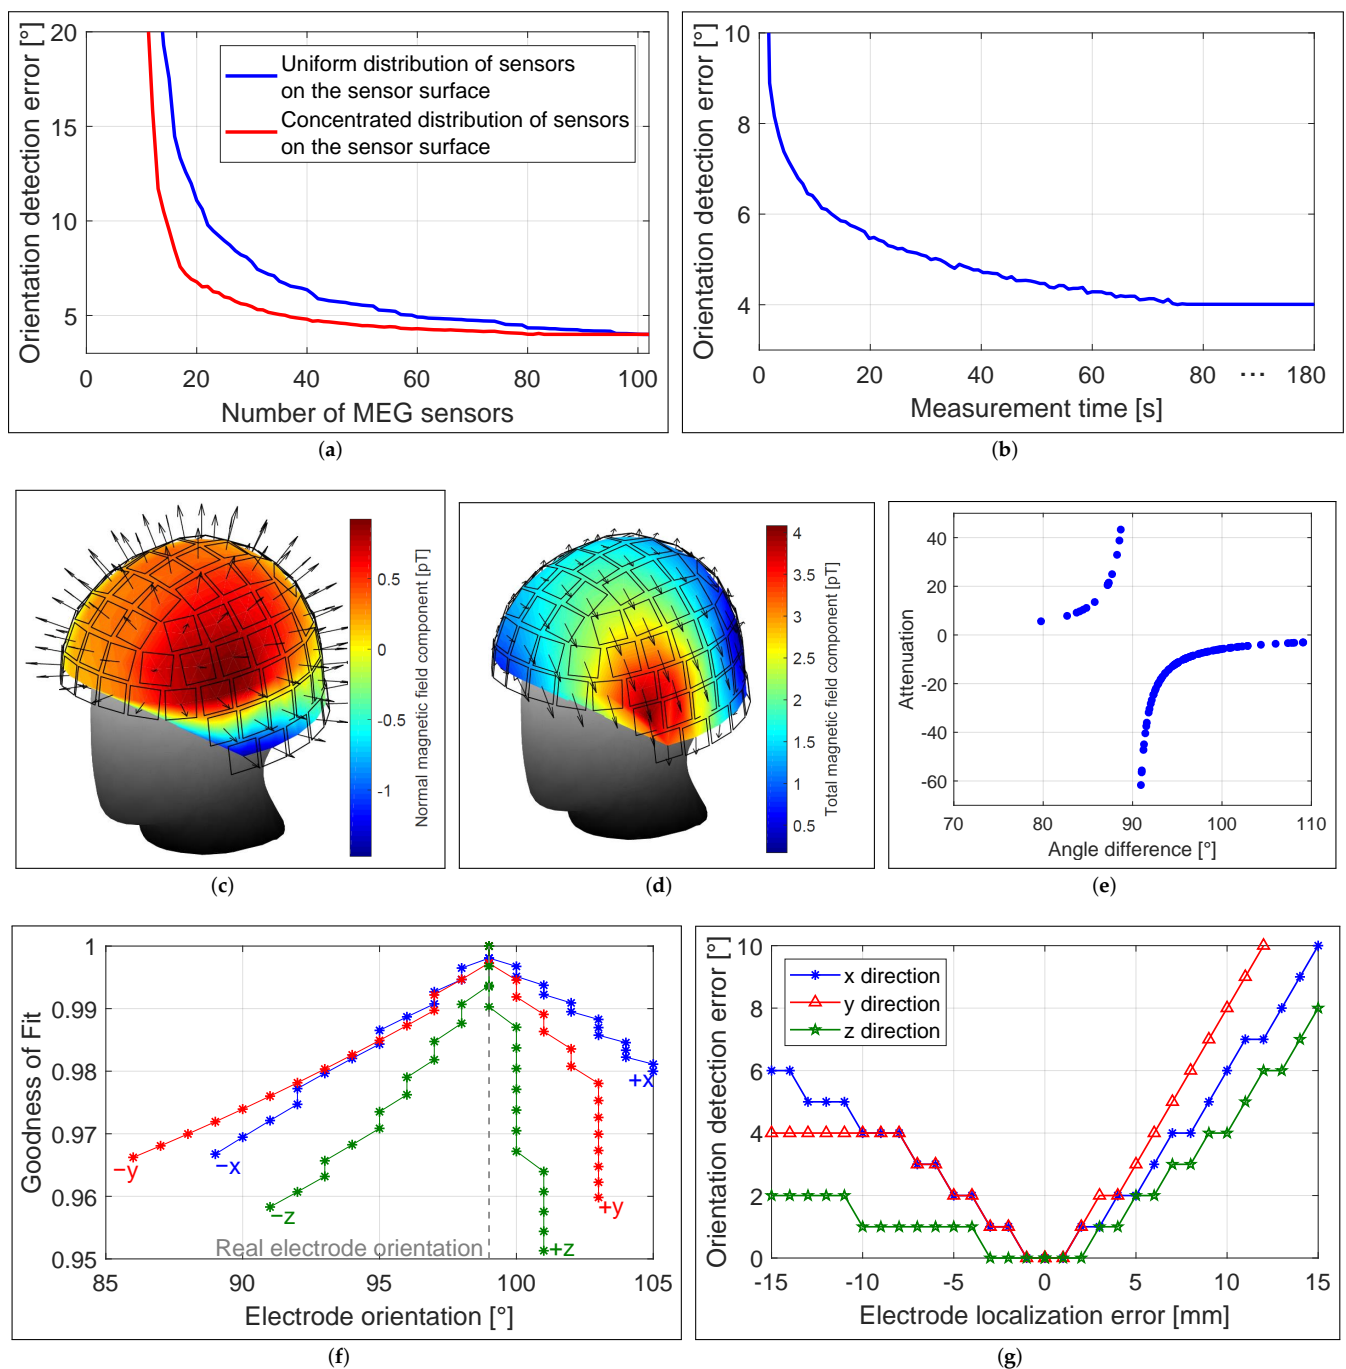 20
15
10
5
0
20
40
60
80
100
Orientation detection error [°]
Number of MEG sensors
Uniform distribution of sensors
on the sensor surface
Concentrated distribution of sensors
on the sensor surface
(a)
10
8
6
4
0
20
40
60
80
···
180
Orientation detection error [°]
Measurement time [s]
(b)
0.5
0
-0.5
-1
Normal magnetic field component [pT]
(c)
4
3.5
3
2.5
2
1.5
1
0.5
Total magnetic field component [pT]
(d)
40
20
0
-20
-40
-60
70
80
90
100
110
Attenuation
Angle difference [°]
(e)
1
0.99
0.98
0.97
0.96
0.95
85
90
95
100
105
Goodness of Fit
Electrode orientation [°]
−y
−x
−z
+x
+y
+z
Real electrode orientation
(f)
10
8
6
4
2
0
-15
-10
-5
0
5
10
15
Orientation detection error [°]
Electrode localization error [mm]
x direction
y direction
z direction
(g)